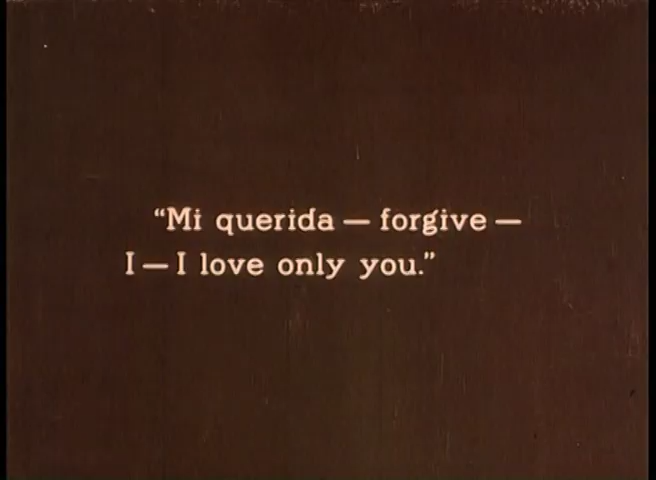 “Mi querida — forgive —
I — I love only you.”